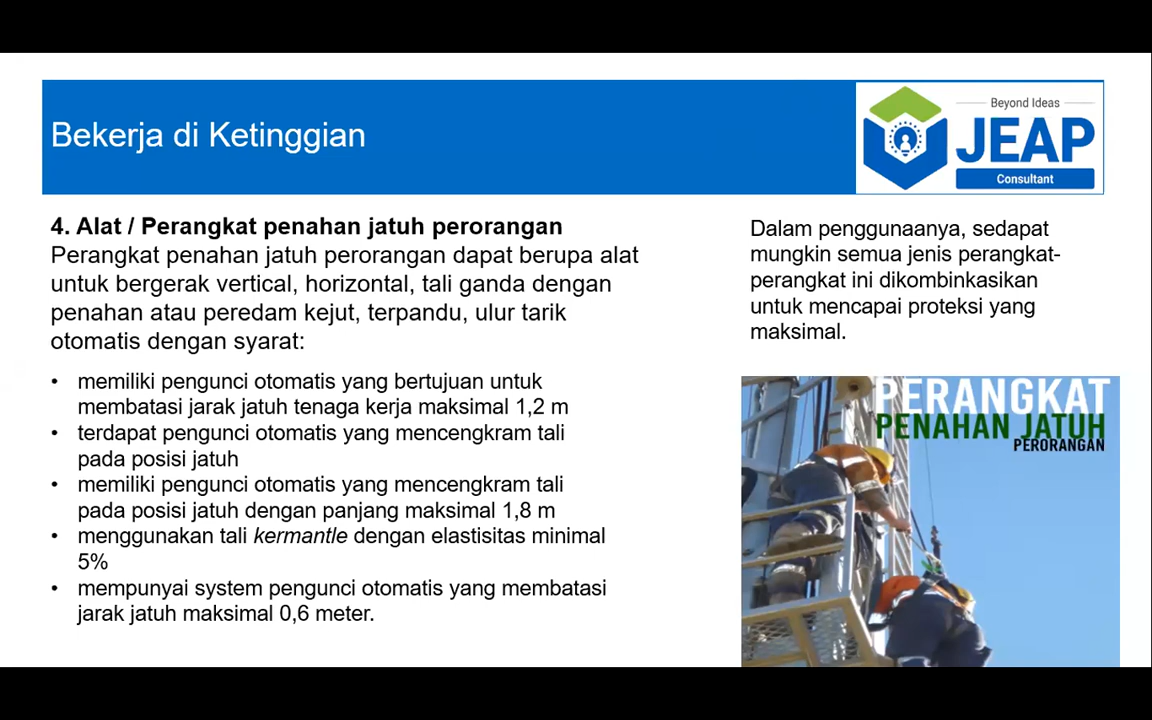 Bekerja di Ketinggian
Beyond Ideas
JEAP
Consultant
4. Alat / Perangkat penahan jatuh perorangan
Perangkat penahan jatuh perorangan dapat berupa alat
untuk bergerak vertical, horizontal, tali ganda dengan
penahan atau peredam kejut, terpandu, ulur tarik
otomatis dengan syarat:
• memiliki pengunci otomatis yang bertujuan untuk
membatasi jarak jatuh tenaga kerja maksimal 1,2 m
• terdapat pengunci otomatis yang mencengkram tali
pada posisi jatuh
• memiliki pengunci otomatis yang mencengkram tali
pada posisi jatuh dengan panjang maksimal 1,8 m
• menggunakan tali kermantle dengan elastisitas minimal
5%
• mempunyai system pengunci otomatis yang membatasi
jarak jatuh maksimal 0,6 meter.
Dalam penggunaanya, sedapat
mungkin semua jenis perangkat-
perangkat ini dikombinkasikan
untuk mencapai proteksi yang
maksimal.
PERANGKAT
PENAHAN JATUH
PERORANGAN